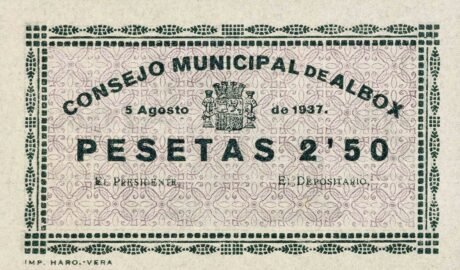 CONSEJO MUNICIPAL DE ALBOX
5 Agosto de 1937.
PESETAS 2'50
EL PRESIDENTE, EL DEPOSITARIO,
IMP. HARO.-VERA